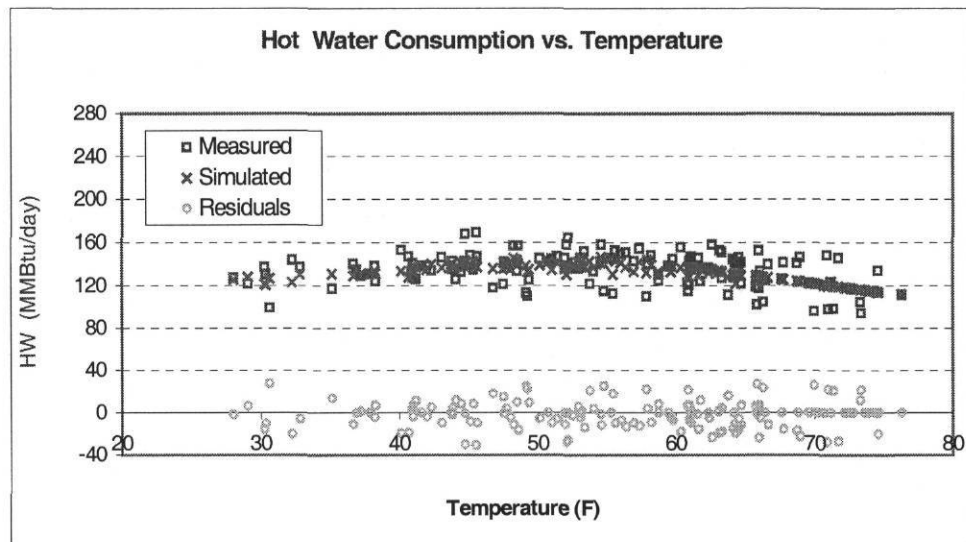 Hot Water Consumption vs. Temperature
280
240
200
160
120
80
40
0
-40
HW (MMBtu/day)
Measured
Simulated
Residuals
20 30 40 50 60 70 80
Temperature (F)